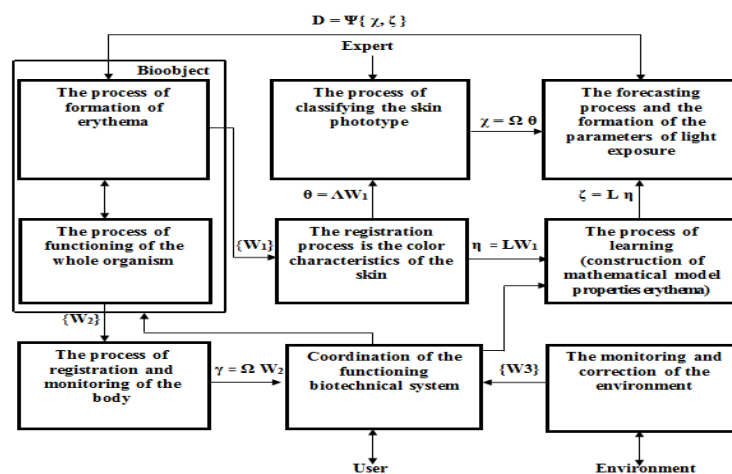 D = Ψ{ χ, ζ }
Expert
Bioobject
The process of
formation of
erythema
The process of
classifying the skin
phototype
χ = Ω θ
The forecasting
process and the
formation of the
parameters of light
exposure
θ = ΛW₁
ζ = L η
The process of
functioning of the
whole organism
{W₁}
The registration
process is the color
characteristics of the
skin
η = LW₁
The process of
learning
(construction of
mathematical model
properties erythema)
{W₂}
The process of
registration and
monitoring of the
body
γ = Ω W₂
Coordination of the
functioning
biotechnical system
{W3}
The monitoring and
correction of the
environment
User
Environment